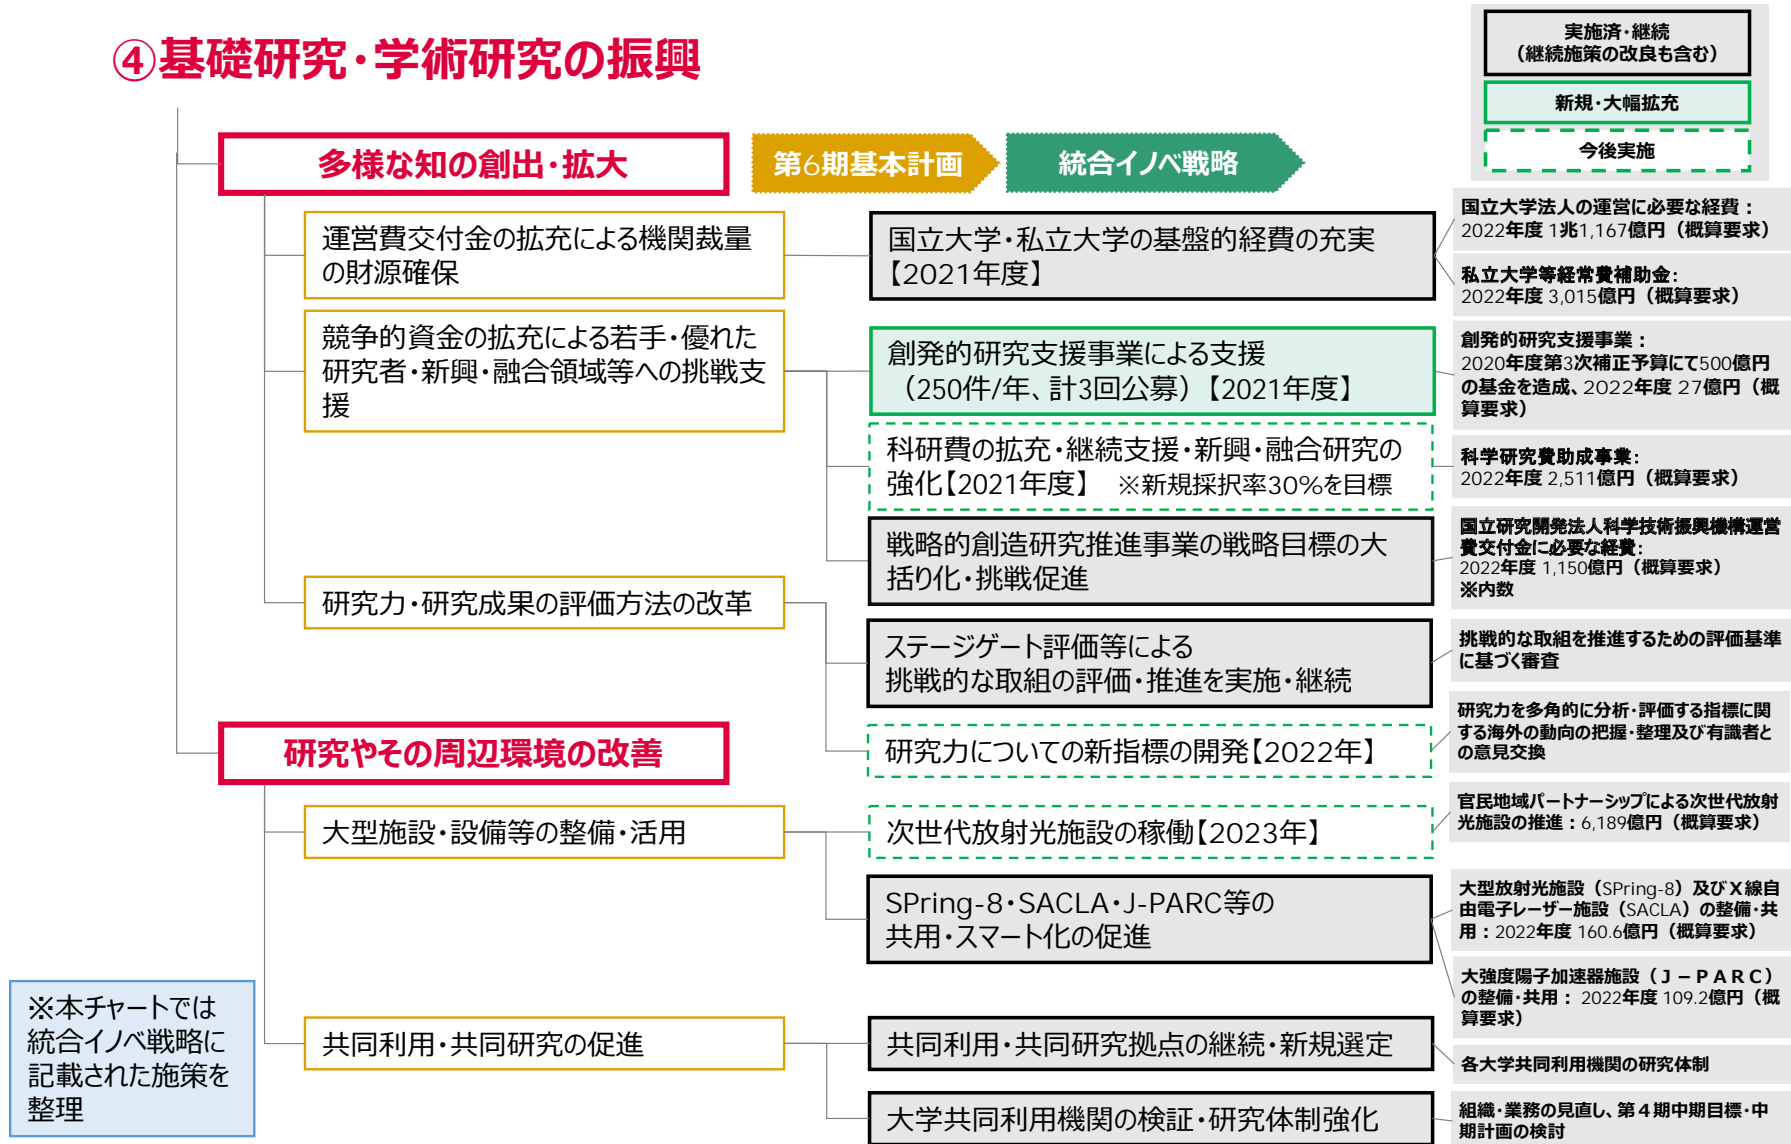 ④基礎研究・学術研究の振興
実施済・継続
（継続施策の改良も含む）
新規・大幅拡充
今後実施
多様な知の創出・拡大
第6期基本計画
統合イノベ戦略
運営費交付金の拡充による機関裁量
の財源確保
国立大学・私立大学の基盤的経費の充実
【2021年度】
国立大学法人の運営に必要な経費：
2022年度 1兆1,167億円（概算要求）
私立大学等経常費補助金：
2022年度 3,015億円（概算要求）
競争的資金の拡充による若手・優れた
研究者・新興・融合領域等への挑戦支
援
創発的研究支援事業による支援
（250件/年、計3回公募）【2021年度】
創発的研究支援事業：
2020年度第3次補正予算にて500億円
の基金を造成、2022年度 27億円（概
算要求）
科研費の拡充・継続支援・新興・融合研究の
強化【2021年度】　※新規採択率30%を目標
科学研究費助成事業：
2022年度 2,511億円（概算要求）
戦略的創造研究推進事業の戦略目標の大
括り化・挑戦促進
国立研究開発法人科学技術振興機構運営
費交付金に必要な経費：
2022年度 1,150億円（概算要求）
※内数
研究力・研究成果の評価方法の改革
ステージゲート評価等による
挑戦的な取組の評価・推進を実施・継続
挑戦的な取組を推進するための評価基準
に基づく審査
研究力についての新指標の開発【2022年】
研究力を多角的に分析・評価する指標に関
する海外の動向の把握・整理及び有識者と
の意見交換
研究やその周辺環境の改善
大型施設・設備等の整備・活用
次世代放射光施設の稼働【2023年】
官民地域パートナーシップによる次世代放射
光施設の推進：6,189億円（概算要求）
SPring-8・SACLA・J-PARC等の
共用・スマート化の促進
大型放射光施設（SPring-8）及びX線自
由電子レーザー施設（SACLA）の整備・共
用：2022年度 160.6億円（概算要求）
大強度陽子加速器施設（Ｊ－ＰＡＲＣ）
の整備・共用： 2022年度 109.2億円（概
算要求）
共同利用・共同研究の促進
共同利用・共同研究拠点の継続・新規選定
各大学共同利用機関の研究体制
大学共同利用機関の検証・研究体制強化
組織・業務の見直し、第４期中期目標・中
期計画の検討
※本チャートでは
統合イノベ戦略に
記載された施策を
整理